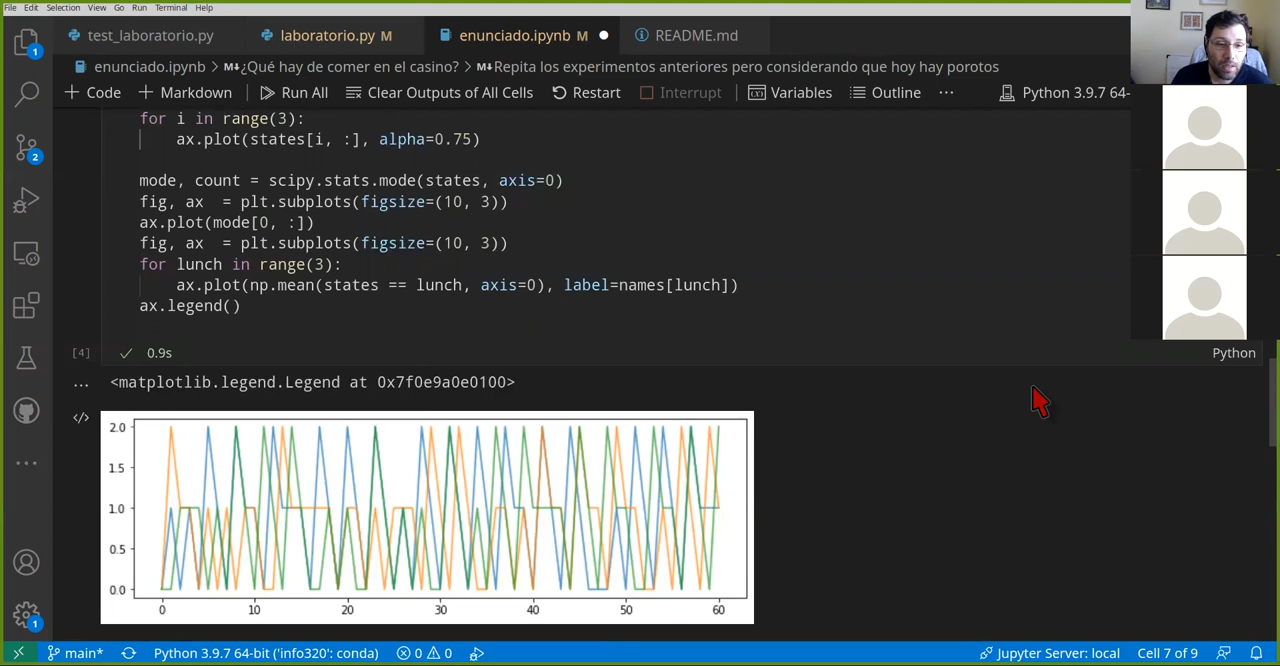 File Edit Selection View Go Run Terminal Help
test_laboratorio.py laboratorio.py M enunciado.ipynb M README.md
enunciado.ipynb > M↓¿Qué hay de comer en el casino? > M↓Repita los experimentos anteriores pero considerando que hoy hay porotos
+ Code + Markdown Run All Clear Outputs of All Cells Restart Interrupt Variables Outline ... Python 3.9.7 64-
for i in range(3):
ax.plot(states[i, :], alpha=0.75)
mode, count = scipy.stats.mode(states, axis=0)
fig, ax = plt.subplots(figsize=(10, 3))
ax.plot(mode[0, :])
fig, ax = plt.subplots(figsize=(10, 3))
for lunch in range(3):
ax.plot(np.mean(states == lunch, axis=0), label=names[lunch])
ax.legend()
[4] ✓ 0.9s Python
... <matplotlib.legend.Legend at 0x7f0e9a0e0100>
</>
2.0
1.5
1.0
0.5
0.0
0 10 20 30 40 50 60
1
2
1
main* Python 3.9.7 64-bit ('info320': conda) 0 0 Jupyter Server: local Cell 7 of 9